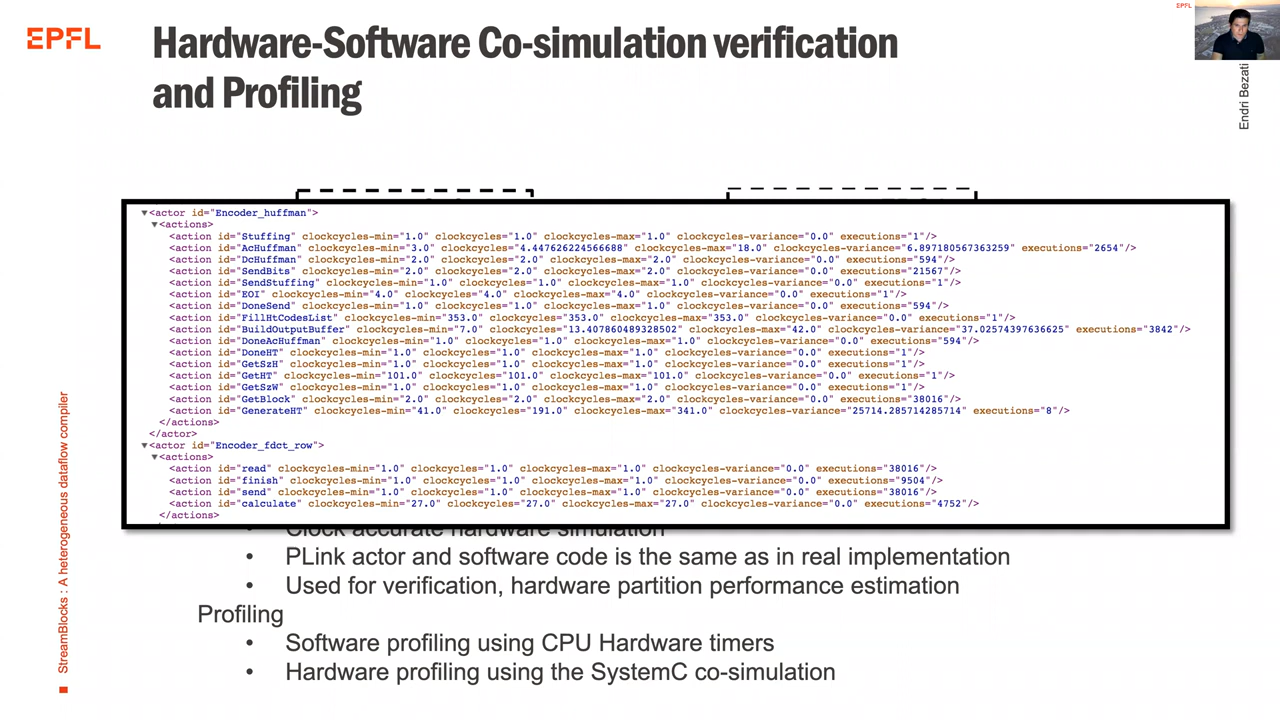 EPFL
Hardware-Software Co-simulation verification
and Profiling
EPFL
Endri Bezati
▼<actor id="Encoder_huffman">
▼<actions>
<action id="Stuffing" clockcycles-min="1.0" clockcycles="1.0" clockcycles-max="1.0" clockcycles-variance="0.0" executions="1"/>
<action id="AcHuffman" clockcycles-min="3.0" clockcycles="4.447626224566688" clockcycles-max="18.0" clockcycles-variance="6.897180567363259" executions="2654"/>
<action id="DcHuffman" clockcycles-min="2.0" clockcycles="2.0" clockcycles-max="2.0" clockcycles-variance="0.0" executions="594"/>
<action id="SendBits" clockcycles-min="2.0" clockcycles="2.0" clockcycles-max="2.0" clockcycles-variance="0.0" executions="21567"/>
<action id="SendStuffing" clockcycles-min="1.0" clockcycles="1.0" clockcycles-max="1.0" clockcycles-variance="0.0" executions="1"/>
<action id="EOI" clockcycles-min="4.0" clockcycles="4.0" clockcycles-max="4.0" clockcycles-variance="0.0" executions="1"/>
<action id="DoneSend" clockcycles-min="1.0" clockcycles="1.0" clockcycles-max="1.0" clockcycles-variance="0.0" executions="594"/>
<action id="FillHtCodesList" clockcycles-min="353.0" clockcycles="353.0" clockcycles-max="353.0" clockcycles-variance="0.0" executions="1"/>
<action id="BuildOutputBuffer" clockcycles-min="7.0" clockcycles="13.407860489328502" clockcycles-max="42.0" clockcycles-variance="37.02574397636625" executions="3842"/>
<action id="DoneAcHuffman" clockcycles-min="1.0" clockcycles="1.0" clockcycles-max="1.0" clockcycles-variance="0.0" executions="594"/>
<action id="DoneHT" clockcycles-min="1.0" clockcycles="1.0" clockcycles-max="1.0" clockcycles-variance="0.0" executions="1"/>
<action id="GetSzH" clockcycles-min="1.0" clockcycles="1.0" clockcycles-max="1.0" clockcycles-variance="0.0" executions="1"/>
<action id="GetHT" clockcycles-min="101.0" clockcycles="101.0" clockcycles-max="101.0" clockcycles-variance="0.0" executions="1"/>
<action id="GetSzW" clockcycles-min="1.0" clockcycles="1.0" clockcycles-max="1.0" clockcycles-variance="0.0" executions="1"/>
<action id="GetBlock" clockcycles-min="2.0" clockcycles="2.0" clockcycles-max="2.0" clockcycles-variance="0.0" executions="38016"/>
<action id="GenerateHT" clockcycles-min="41.0" clockcycles="191.0" clockcycles-max="341.0" clockcycles-variance="25714.285714285714" executions="8"/>
</actions>
</actor>
▼<actor id="Encoder_fdct_row">
▼<actions>
<action id="read" clockcycles-min="1.0" clockcycles="1.0" clockcycles-max="1.0" clockcycles-variance="0.0" executions="38016"/>
<action id="finish" clockcycles-min="1.0" clockcycles="1.0" clockcycles-max="1.0" clockcycles-variance="0.0" executions="9504"/>
<action id="send" clockcycles-min="1.0" clockcycles="1.0" clockcycles-max="1.0" clockcycles-variance="0.0" executions="38016"/>
<action id="calculate" clockcycles-min="27.0" clockcycles="27.0" clockcycles-max="27.0" clockcycles-variance="0.0" executions="4752"/>
</actions>
• Clock accurate hardware simulation
• PLink actor and software code is the same as in real implementation
• Used for verification, hardware partition performance estimation
Profiling
• Software profiling using CPU Hardware timers
• Hardware profiling using the SystemC co-simulation
StreamBlocks : A heterogeneous dataflow compiler